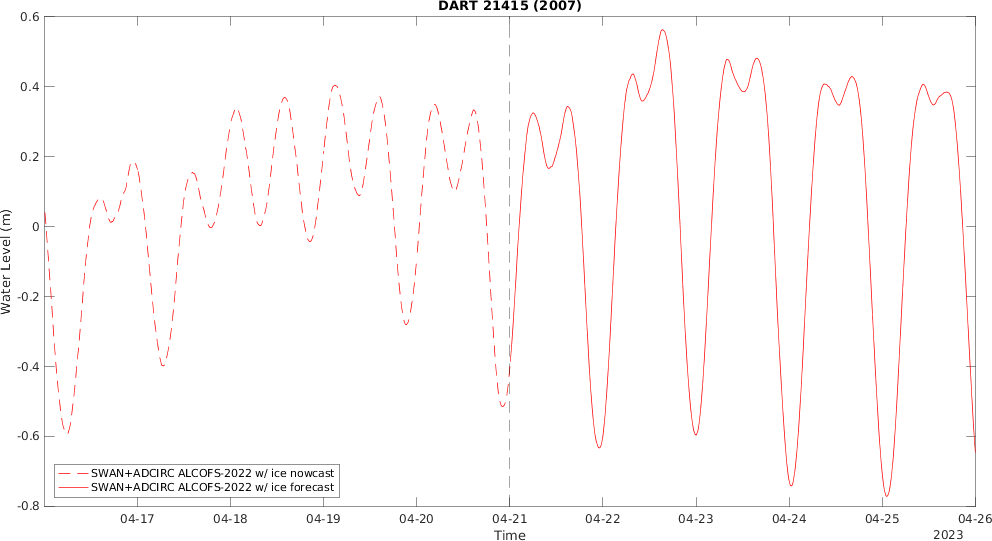 DART 21415 (2007)
0.6
0.4
0.2
0
-0.2
-0.4
-0.6
-0.8
Water Level (m)
SWAN+ADCIRC ALCOFS-2022 w/ ice nowcast
SWAN+ADCIRC ALCOFS-2022 w/ ice forecast
04-17 04-18 04-19 04-20 04-21 04-22 04-23 04-24 04-25 04-26
Time
2023